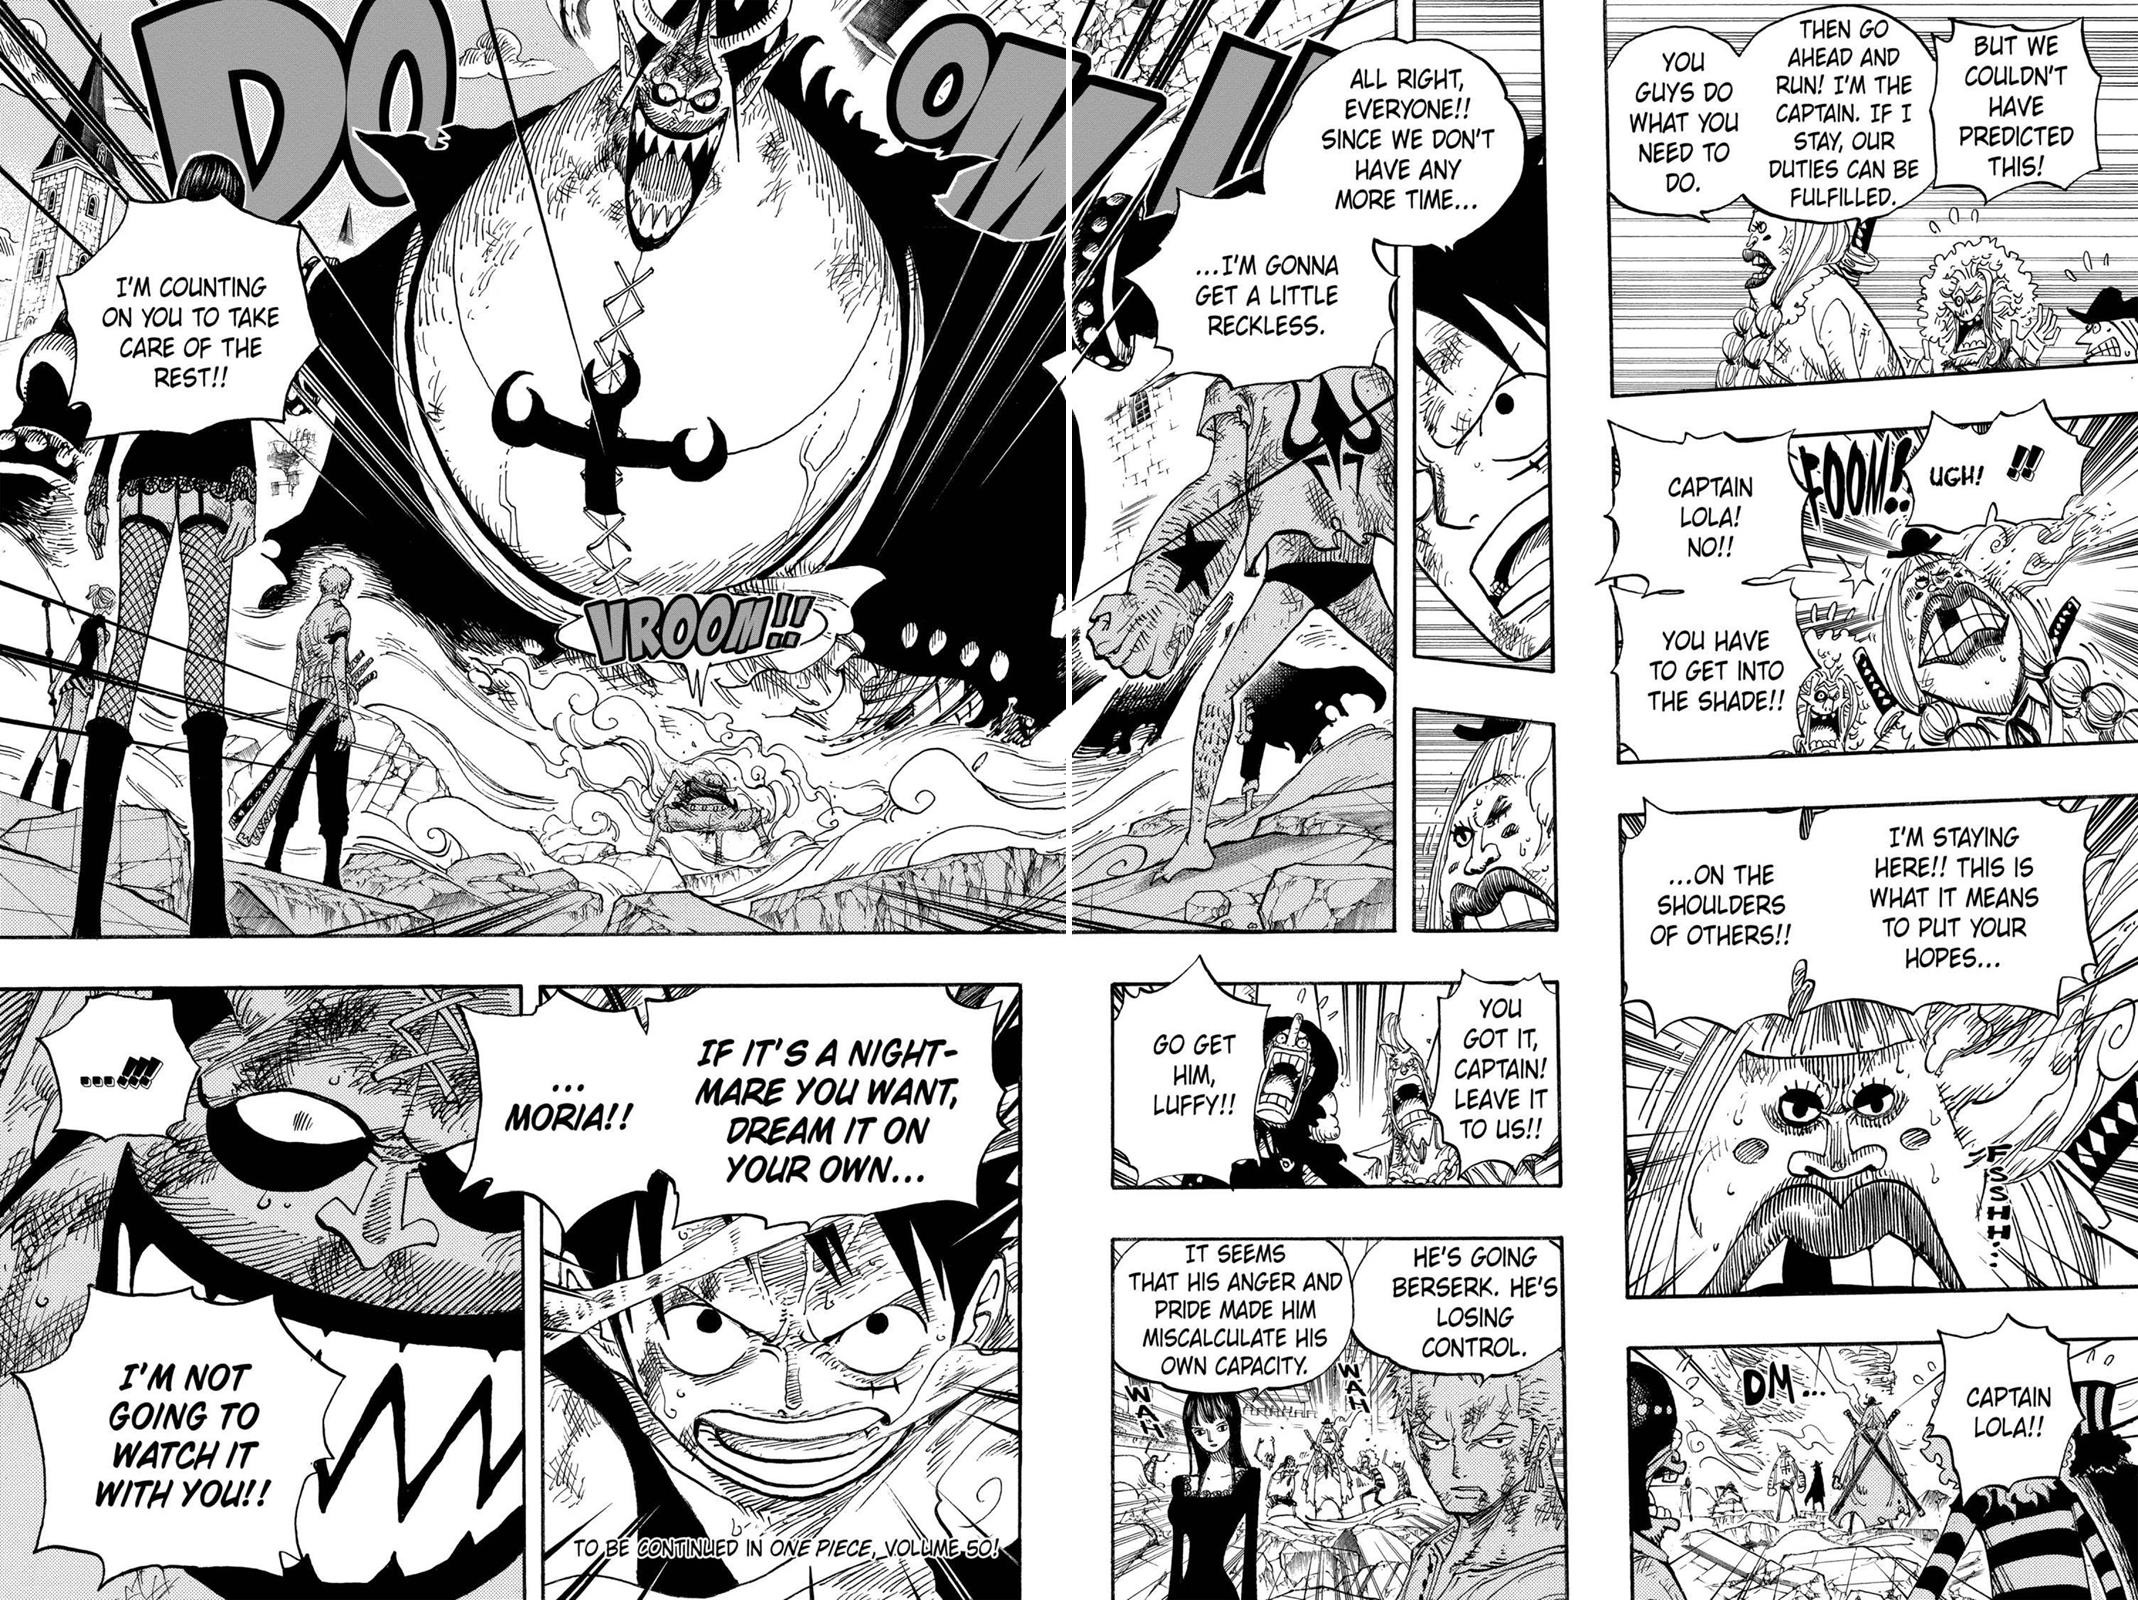 BUT WE
COULDN'T
HAVE
PREDICTED
THIS!
THEN GO
AHEAD AND
RUN! I'M THE
CAPTAIN. IF I
STAY, OUR
DUTIES CAN BE
FULFILLED.
YOU
GUYS DO
WHAT YOU
NEED TO
DO.
UGH!
!!
FOOM!!
CAPTAIN
LOLA!
NO!!
YOU HAVE
TO GET INTO
THE SHADE!!
I'M STAYING
HERE!! THIS IS
WHAT IT MEANS
TO PUT YOUR
HOPES...
...ON THE
SHOULDERS
OF OTHERS!!
FSSHH...
CAPTAIN
LOLA!!
DM...
ALL RIGHT,
EVERYONE!!
SINCE WE DON'T
HAVE ANY
MORE TIME...
...I'M GONNA
GET A LITTLE
RECKLESS.
YOU
GOT IT,
CAPTAIN!
LEAVE IT
TO US!!
GO GET
HIM,
LUFFY!!
HE'S GOING
BERSERK. HE'S
LOSING
CONTROL.
IT SEEMS
THAT HIS ANGER AND
PRIDE MADE HIM
MISCALCULATE HIS
OWN CAPACITY.
WAH
WAH
DOOM
I'M COUNTING
ON YOU TO TAKE
CARE OF THE
REST!!
VROOM!!
IF IT'S A NIGHT-
MARE YOU WANT,
DREAM IT ON
YOUR OWN...
...
MORIA!!
...!!!
I'M NOT
GOING TO
WATCH IT
WITH YOU!!
TO BE CONTINUED IN ONE PIECE, VOLUME 50!